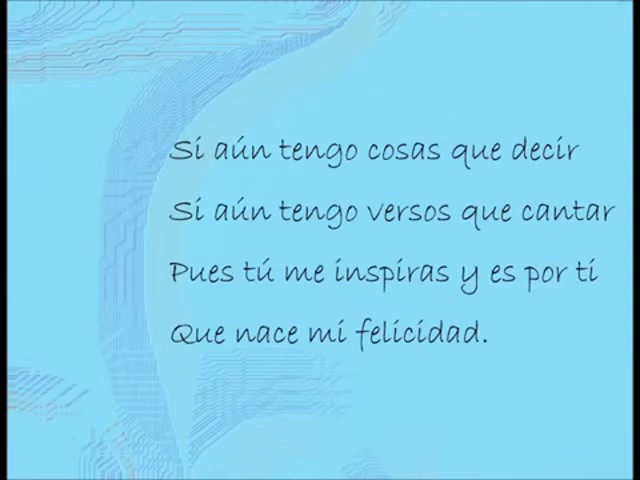 Si aún tengo cosas que decir
Si aún tengo versos que cantar
Pues tú me inspiras y es por ti
Que nace mi felicidad.